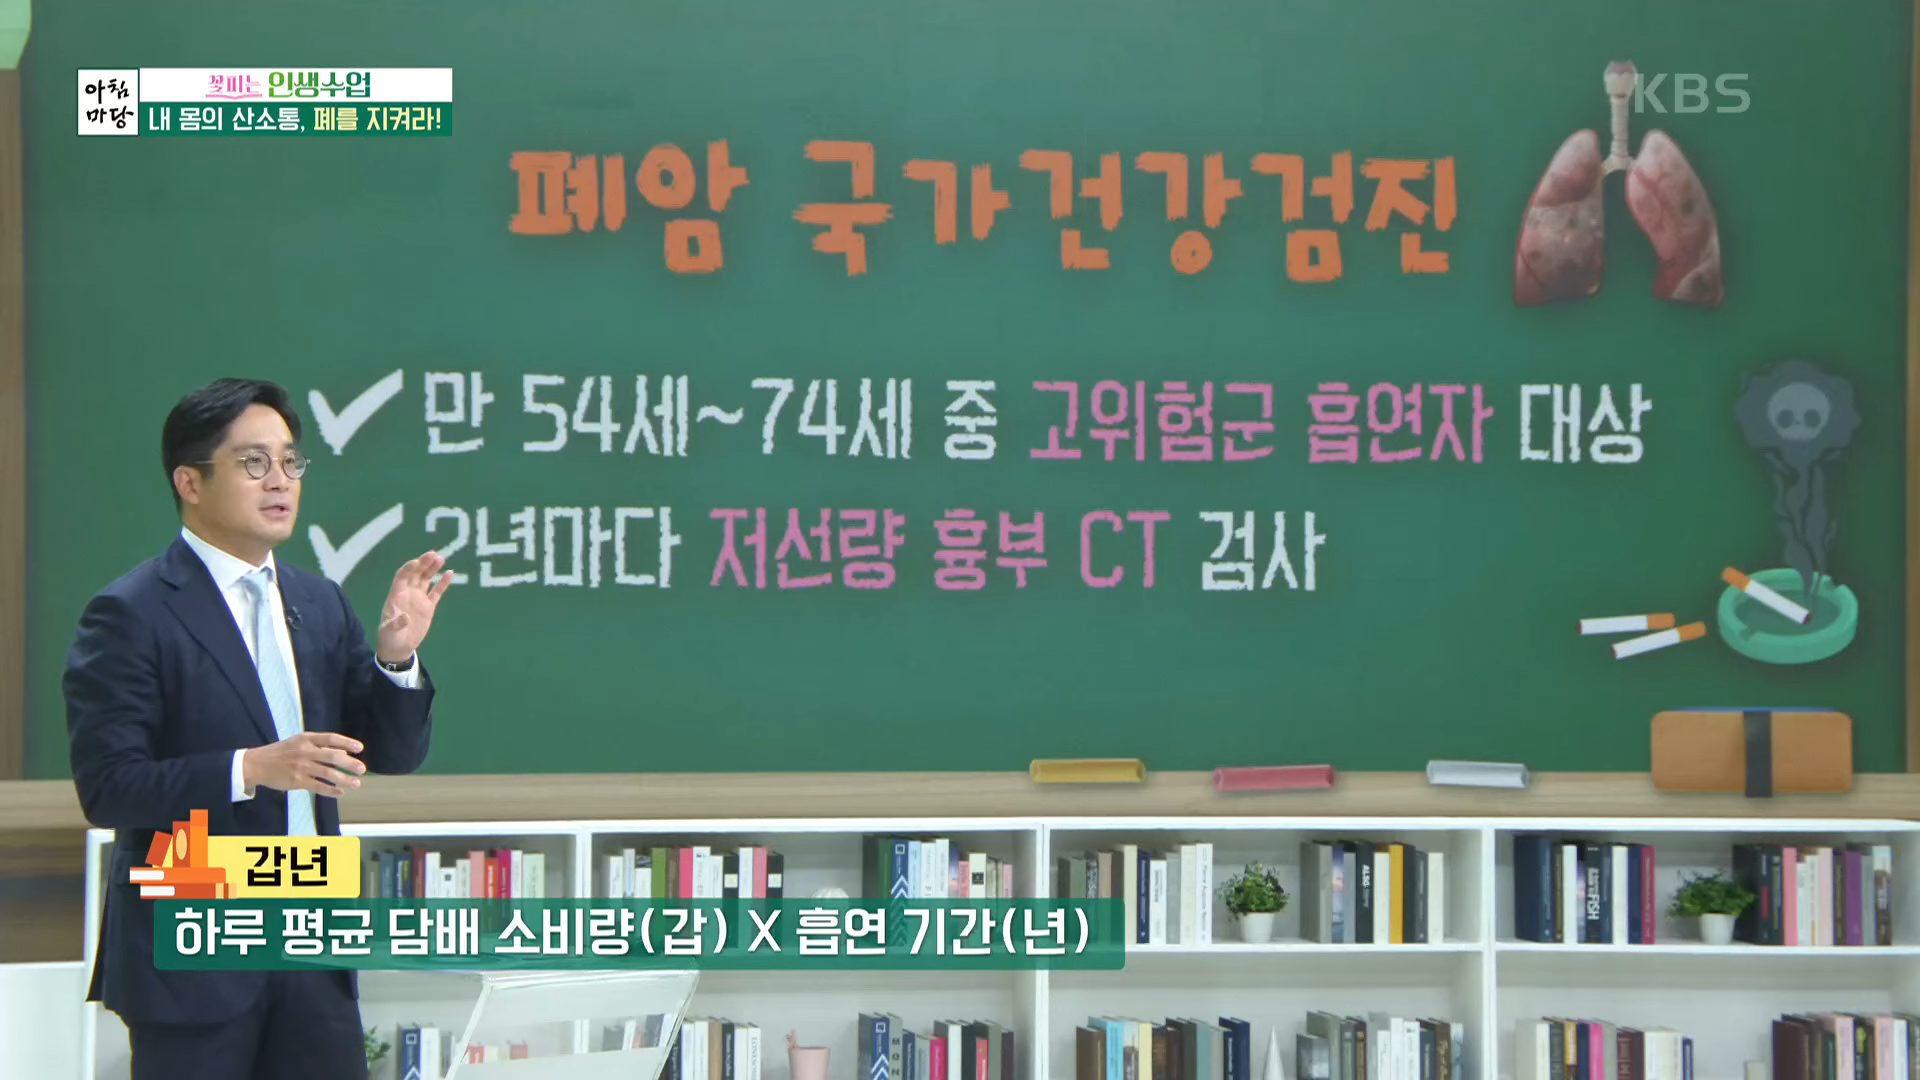 아침
마당
꽃피는 인생수업
내 몸의 산소통, 폐를 지켜라!
KBS
폐암 국가건강검진
만 54세~74세 중 고위험군 흡연자 대상
2년마다 저선량 흉부 CT 검사
갑년
하루 평균 담배 소비량(갑) X 흡연 기간(년)